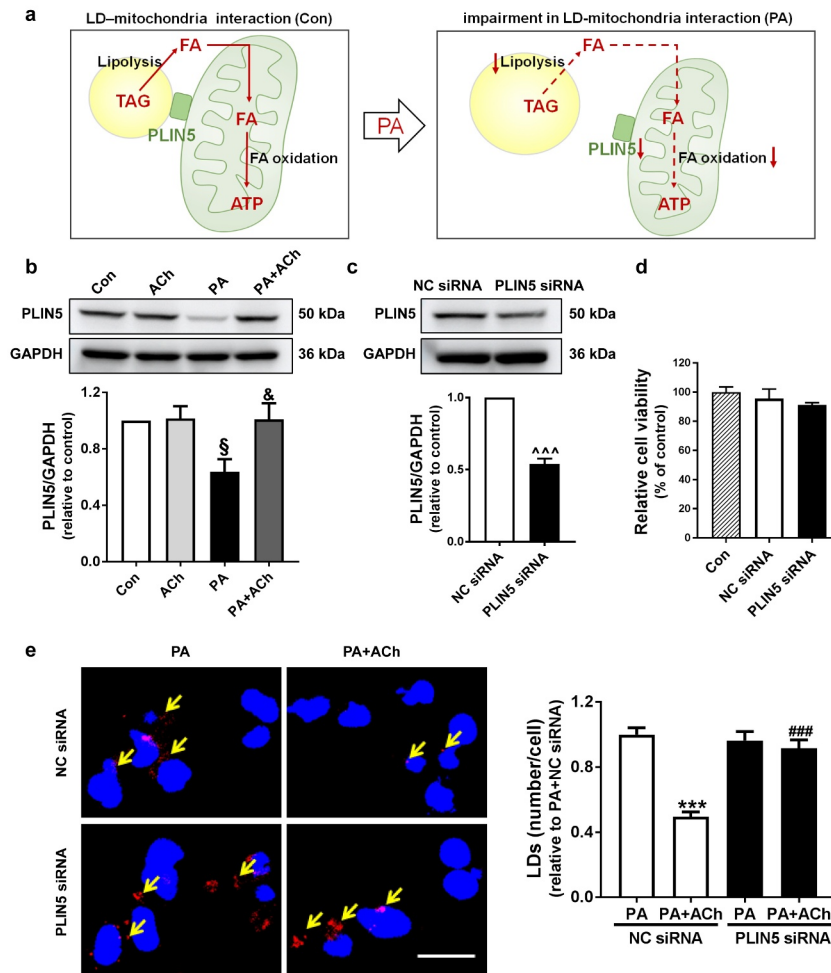 a
LD–mitochondria interaction (Con)
impairment in LD-mitochondria interaction (PA)
FA
Lipolysis
TAG
PLIN5
FA
FA oxidation
ATP
PA
FA
Lipolysis
TAG
FA
PLIN5
FA oxidation
ATP
b
Con ACh PA PA+ACh
PLIN5 50 kDa
GAPDH 36 kDa
PLIN5/GAPDH
(relative to control)
1.2
0.8
0.4
0.0
§
&
Con ACh PA PA+ACh
c
NC siRNA PLIN5 siRNA
PLIN5 50 kDa
GAPDH 36 kDa
PLIN5/GAPDH
(relative to control)
1.0
0.5
0.0
^^^
NC siRNA PLIN5 siRNA
d
Relative cell viability
(% of control)
120
100
80
60
40
20
0
Con NC siRNA PLIN5 siRNA
e
PA PA+ACh
NC siRNA
PLIN5 siRNA
LDs (number/cell)
(relative to PA+NC siRNA)
1.2
0.8
0.4
0.0
***
###
PA PA+ACh PA PA+ACh
NC siRNA PLIN5 siRNA